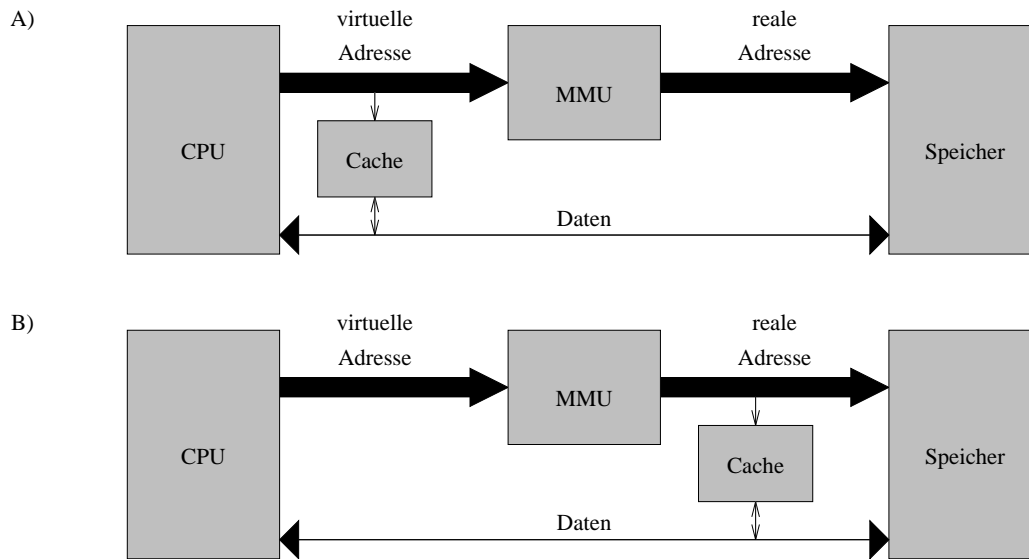 A)
virtuelle
Adresse
reale
Adresse
CPU
MMU
Cache
Speicher
Daten
B)
virtuelle
Adresse
reale
Adresse
CPU
MMU
Cache
Speicher
Daten